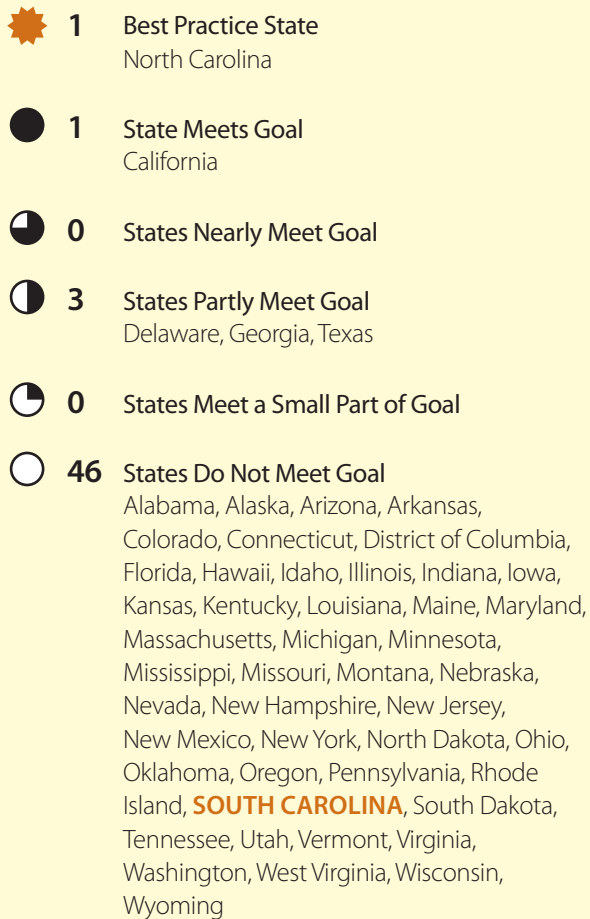 1 Best Practice State
North Carolina
1 State Meets Goal
California
0 States Nearly Meet Goal
3 States Partly Meet Goal
Delaware, Georgia, Texas
0 States Meet a Small Part of Goal
46 States Do Not Meet Goal
Alabama, Alaska, Arizona, Arkansas,
Colorado, Connecticut, District of Columbia,
Florida, Hawaii, Idaho, Illinois, Indiana, Iowa,
Kansas, Kentucky, Louisiana, Maine, Maryland,
Massachusetts, Michigan, Minnesota,
Mississippi, Missouri, Montana, Nebraska,
Nevada, New Hampshire, New Jersey,
New Mexico, New York, North Dakota, Ohio,
Oklahoma, Oregon, Pennsylvania, Rhode
Island, SOUTH CAROLINA, South Dakota,
Tennessee, Utah, Vermont, Virginia,
Washington, West Virginia, Wisconsin,
Wyoming